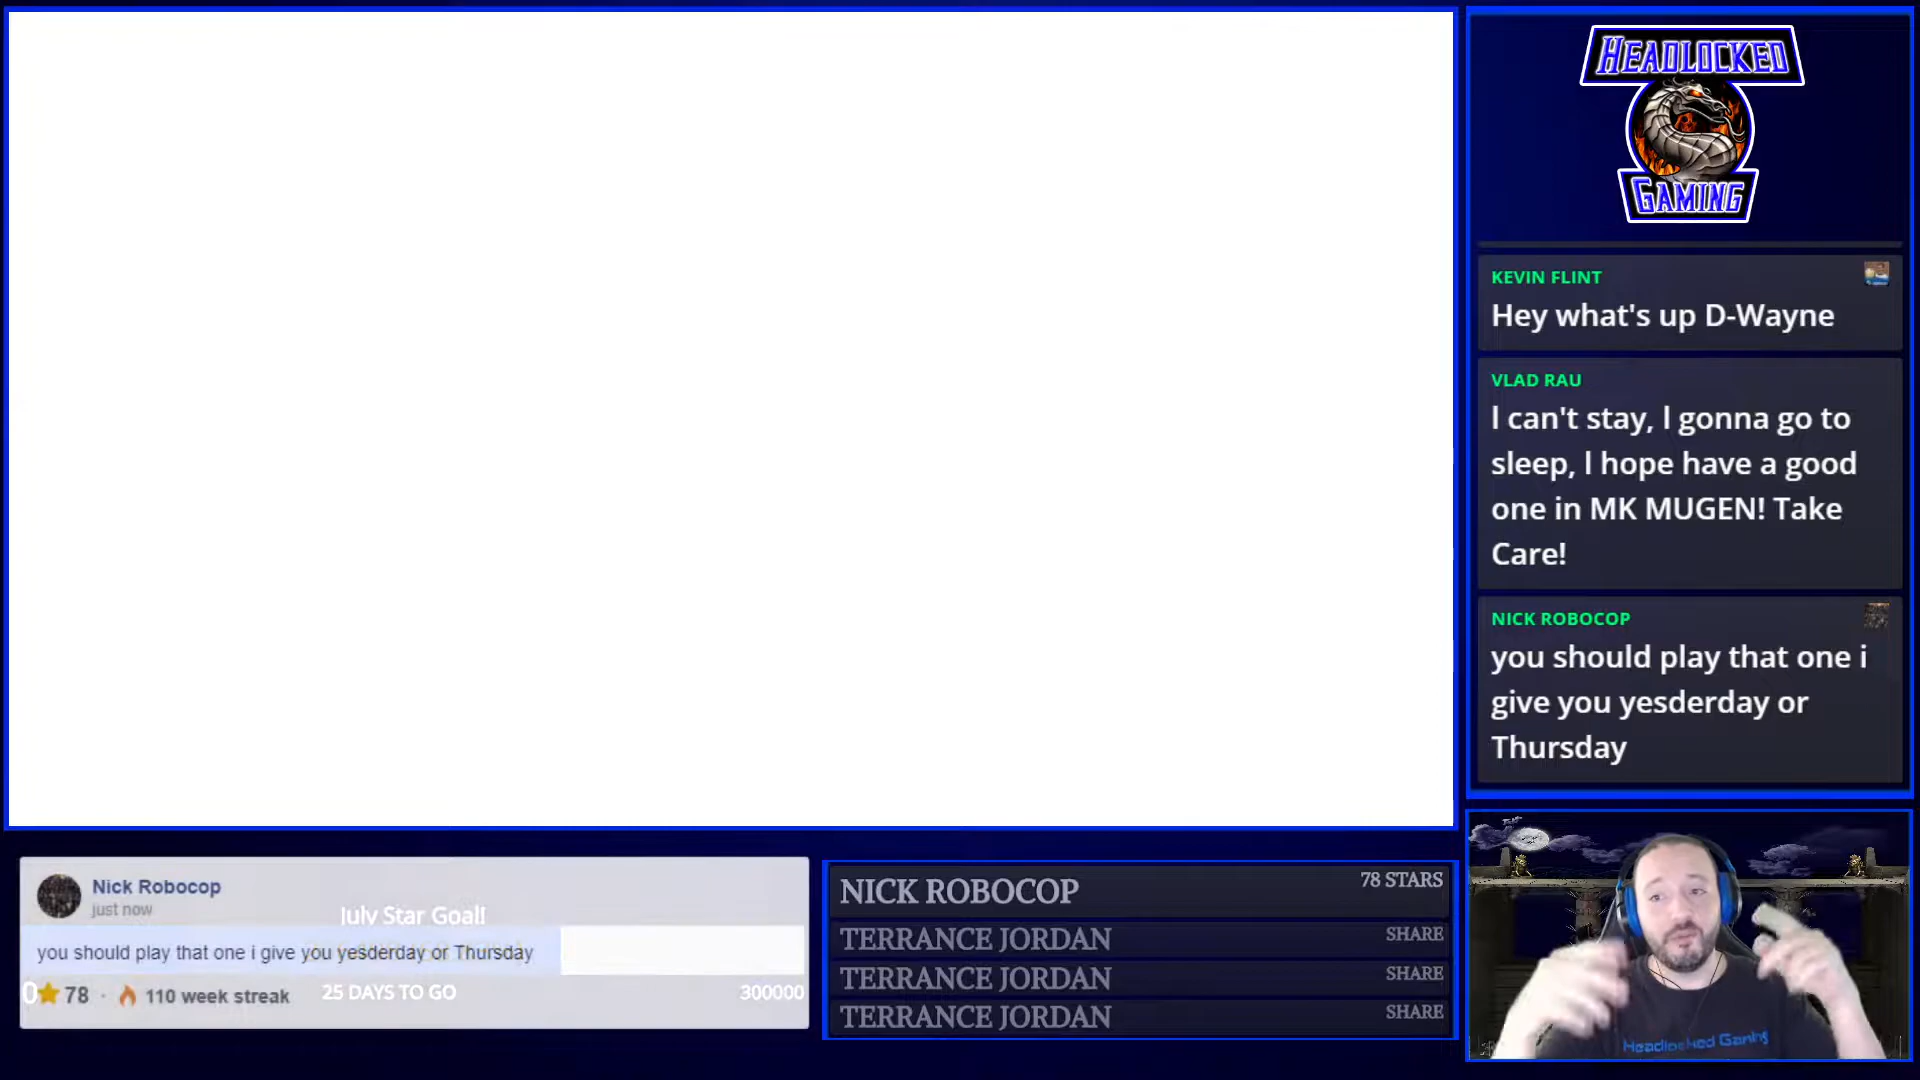 HEADLOCKED
GAMING
KEVIN FLINT
Hey what's up D-Wayne
VLAD RAU
I can't stay, I gonna go to
sleep, I hope have a good
one in MK MUGEN! Take
Care!
NICK ROBOCOP
you should play that one i
give you yesderday or
Thursday
Nick Robocop
just now
July Star Goal!
you should play that one i give you yesderday or Thursday
0 78 · 110 week streak
25 DAYS TO GO
300000
NICK ROBOCOP 78 STARS
TERRANCE JORDAN SHARE
TERRANCE JORDAN SHARE
TERRANCE JORDAN SHARE
Headlocked Gaming